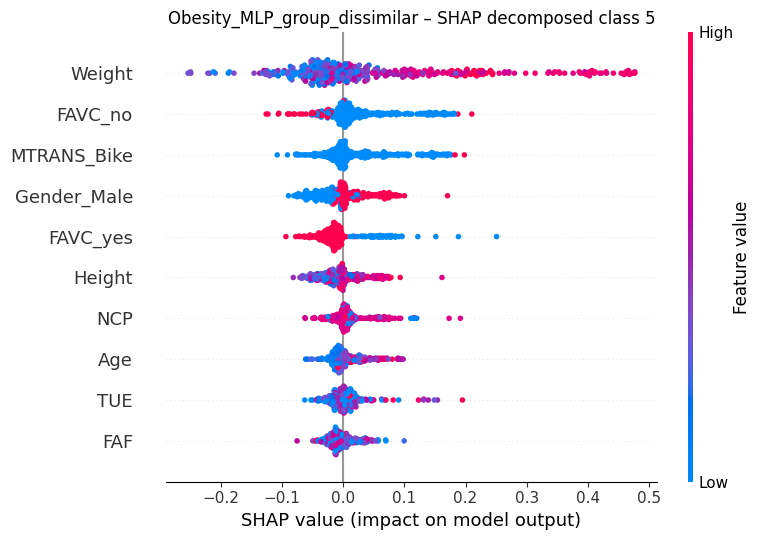 Obesity_MLP_group_dissimilar – SHAP decomposed class 5
High
Weight
FAVC_no
MTRANS_Bike
Gender_Male
FAVC_yes
Height
NCP
Age
TUE
FAF
Feature value
Low
−0.2 −0.1 0.0 0.1 0.2 0.3 0.4 0.5
SHAP value (impact on model output)